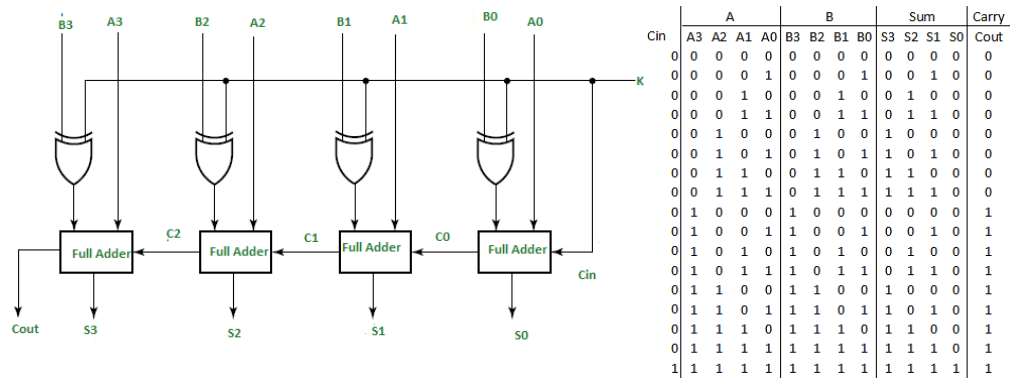 B3 A3 B2 A2 B1 A1 B0 A0
K
Full Adder C2 Full Adder C1 Full Adder C0 Full Adder
Cin
Cout S3 S2 S1 S0
A B Sum Carry
Cin A3 A2 A1 A0 B3 B2 B1 B0 S3 S2 S1 S0 Cout
0 0 0 0 0 0 0 0 0 0 0 0 0 0
0 0 0 0 1 0 0 0 1 0 0 1 0 0
0 0 0 1 0 0 0 1 0 0 1 0 0 0
0 0 0 1 1 0 0 1 1 0 1 1 0 0
0 0 1 0 0 0 1 0 0 1 0 0 0 0
0 0 1 0 1 0 1 0 1 1 0 1 0 0
0 0 1 1 0 0 1 1 0 1 1 0 0 0
0 0 1 1 1 0 1 1 1 1 1 1 0 0
0 1 0 0 0 1 0 0 0 0 0 0 0 1
0 1 0 0 1 1 0 0 1 0 0 1 0 1
0 1 0 1 0 1 0 1 0 0 1 0 0 1
0 1 0 1 1 1 0 1 1 0 1 1 0 1
0 1 1 0 0 1 1 0 0 1 0 0 0 1
0 1 1 0 1 1 1 0 1 1 0 1 0 1
0 1 1 1 0 1 1 1 0 1 1 0 0 1
0 1 1 1 1 1 1 1 1 1 1 1 0 1
1 1 1 1 1 1 1 1 1 1 1 1 1 1